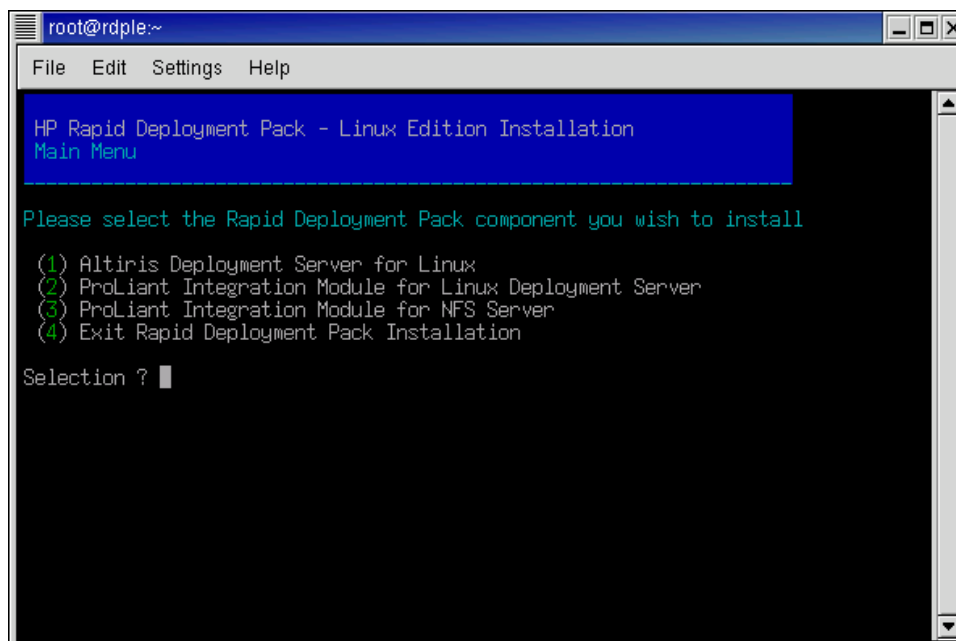 root@rdple:~
File Edit Settings Help
HP Rapid Deployment Pack - Linux Edition Installation
Main Menu
Please select the Rapid Deployment Pack component you wish to install
(1) Altiris Deployment Server for Linux
(2) ProLiant Integration Module for Linux Deployment Server
(3) ProLiant Integration Module for NFS Server
(4) Exit Rapid Deployment Pack Installation
Selection ?